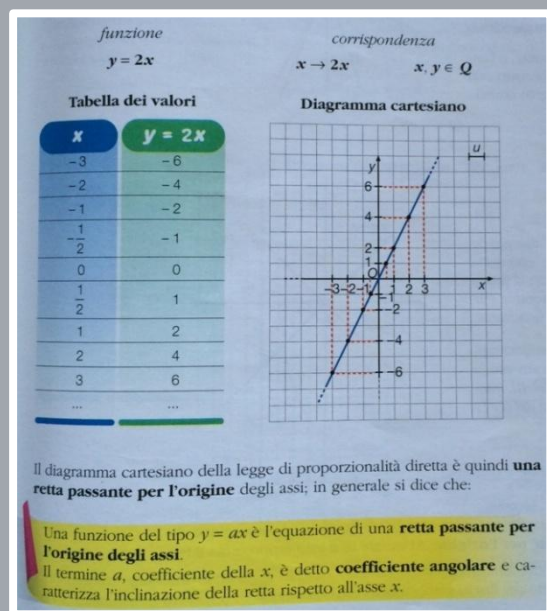 funzione
corrispondenza
y = 2x
x → 2x
x, y ∈ Q
Tabella dei valori
Diagramma cartesiano
x y = 2x
-3 -6
-2 -4
-1 -2
-1/2 -1
0 0
1/2 1
1 2
2 4
3 6
... ...
u
y
6
4
2
1
O
-3 -2 -1 1 2 3 x
-1
-2
-4
-6
Il diagramma cartesiano della legge di proporzionalità diretta è quindi una
retta passante per l'origine degli assi; in generale si dice che:
Una funzione del tipo y = ax è l'equazione di una retta passante per
l'origine degli assi.
Il termine a, coefficiente della x, è detto coefficiente angolare e ca-
ratterizza l'inclinazione della retta rispetto all'asse x.